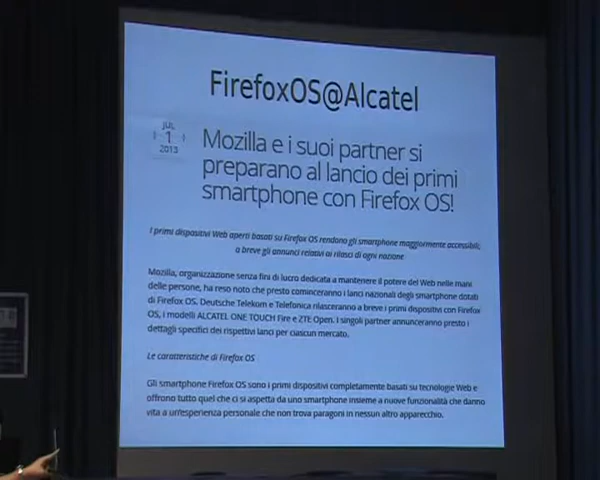 FirefoxOS@Alcatel
JUL
1
2013
Mozilla e i suoi partner si
preparano al lancio dei primi
smartphone con Firefox OS!
I primi dispositivi Web aperti basati su Firefox OS rendono gli smartphone maggiormente accessibili;
a breve gli annunci relativi ai rilasci di ogni nazione
Mozilla, organizzazione senza fini di lucro dedicata a mantenere il potere del Web nelle mani
delle persone, ha reso noto che presto cominceranno i lanci nazionali degli smartphone dotati
di Firefox OS. Deutsche Telekom e Telefonica rilasceranno a breve i primi dispositivi con Firefox
OS, i modelli ALCATEL ONE TOUCH Fire e ZTE Open. I singoli partner annunceranno presto i
dettagli specifici dei rispettivi lanci per ciascun mercato.
Le caratteristiche di Firefox OS
Gli smartphone Firefox OS sono i primi dispositivi completamente basati su tecnologie Web e
offrono tutto quel che ci si aspetta da uno smartphone insieme a nuove funzionalità che danno
vita a un'esperienza personale che non trova paragoni in nessun altro apparecchio.